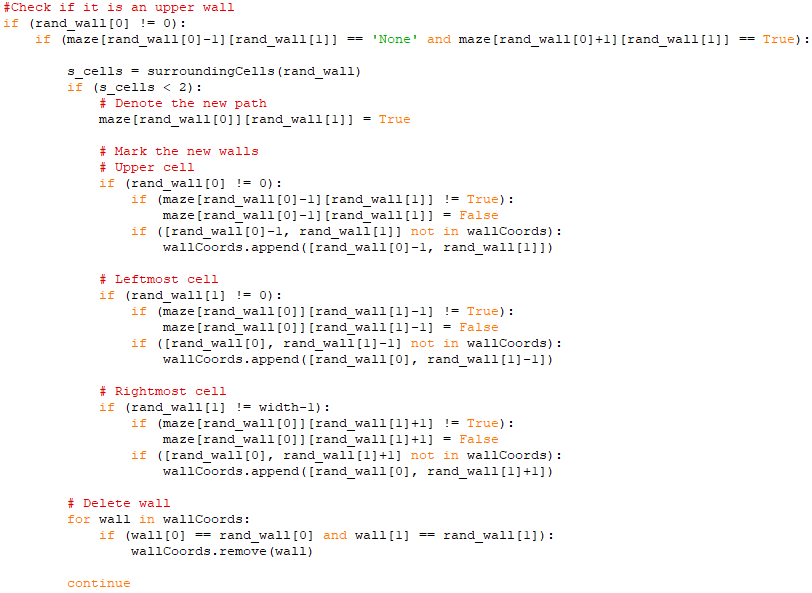 #Check if it is an upper wall
if (rand_wall[0] != 0):
    if (maze[rand_wall[0]-1][rand_wall[1]] == 'None' and maze[rand_wall[0]+1][rand_wall[1]] == True):

        s_cells = surroundingCells(rand_wall)
        if (s_cells < 2):
            # Denote the new path
            maze[rand_wall[0]][rand_wall[1]] = True

            # Mark the new walls
            # Upper cell
            if (rand_wall[0] != 0):
                if (maze[rand_wall[0]-1][rand_wall[1]] != True):
                    maze[rand_wall[0]-1][rand_wall[1]] = False
                if ([rand_wall[0]-1, rand_wall[1]] not in wallCoords):
                    wallCoords.append([rand_wall[0]-1, rand_wall[1]])

            # Leftmost cell
            if (rand_wall[1] != 0):
                if (maze[rand_wall[0]][rand_wall[1]-1] != True):
                    maze[rand_wall[0]][rand_wall[1]-1] = False
                if ([rand_wall[0], rand_wall[1]-1] not in wallCoords):
                    wallCoords.append([rand_wall[0], rand_wall[1]-1])

            # Rightmost cell
            if (rand_wall[1] != width-1):
                if (maze[rand_wall[0]][rand_wall[1]+1] != True):
                    maze[rand_wall[0]][rand_wall[1]+1] = False
                if ([rand_wall[0], rand_wall[1]+1] not in wallCoords):
                    wallCoords.append([rand_wall[0], rand_wall[1]+1])

        # Delete wall
        for wall in wallCoords:
            if (wall[0] == rand_wall[0] and wall[1] == rand_wall[1]):
                wallCoords.remove(wall)

        continue